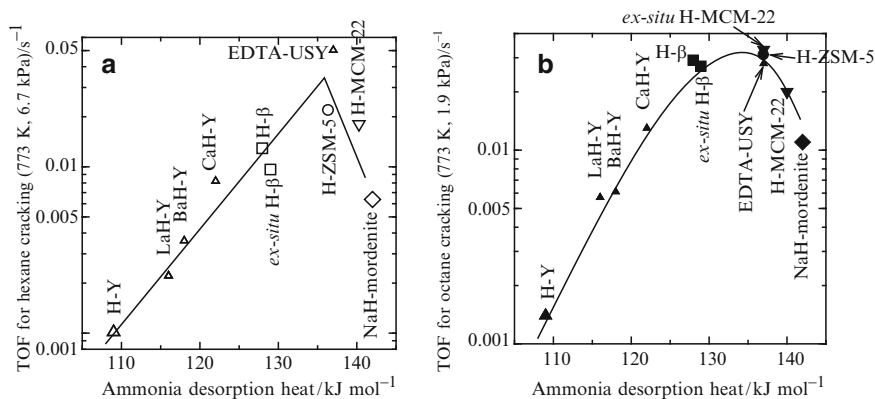 a
TOF for hexane cracking (773 K, 6.7 kPa)/s⁻¹
0.05
0.01
0.005
0.001
EDTA-USY
H-MCM-22
CaH-Y
H-β
H-ZSM-5
LaH-Y
BaH-Y
ex-situ H-β
H-Y
NaH-mordenite
110 120 130 140
Ammonia desorption heat/kJ mol⁻¹
b
TOF for octane cracking (773 K, 1.9 kPa)/s⁻¹
0.01
0.005
0.001
ex-situ H-MCM-22
H-β
H-ZSM-5
CaH-Y
ex-situ H-β
EDTA-USY
H-MCM-22
LaH-Y
BaH-Y
NaH-mordenite
H-Y
110 120 130 140
Ammonia desorption heat/kJ mol⁻¹